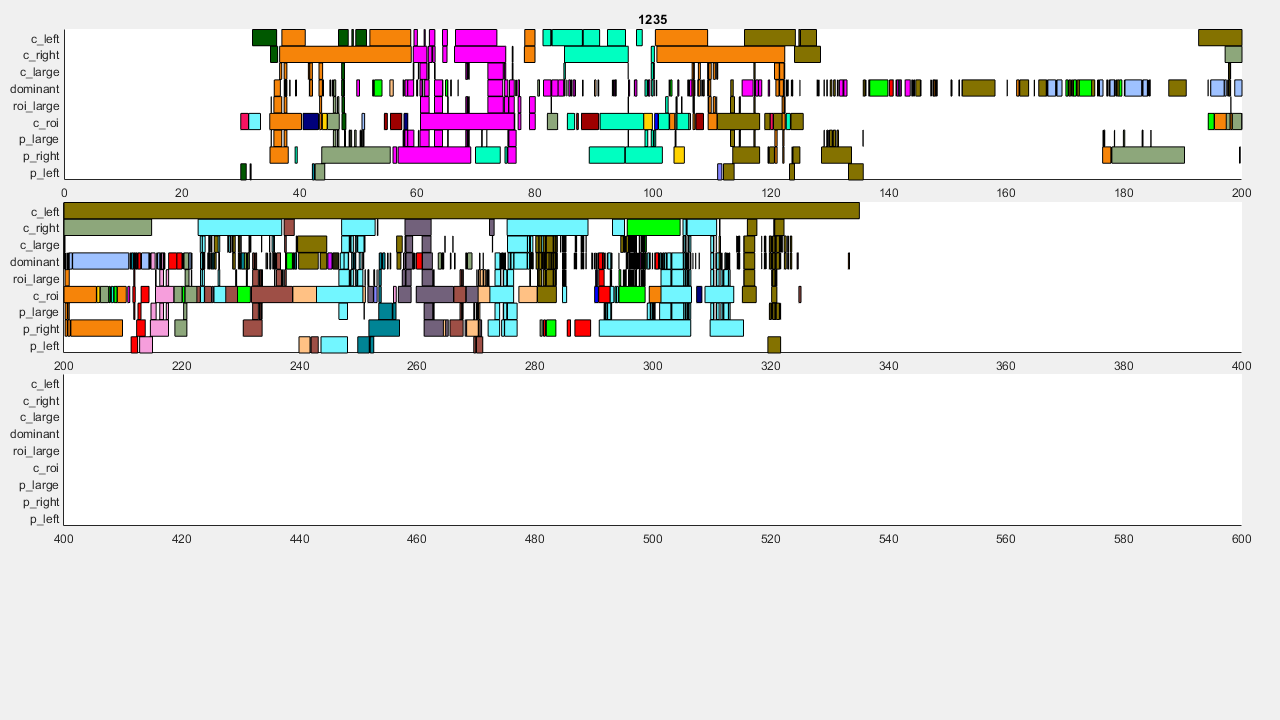 1235
c_left
c_right
c_large
dominant
roi_large
c_roi
p_large
p_right
p_left
0 20 40 60 80 100 120 140 160 180 200
c_left
c_right
c_large
dominant
roi_large
c_roi
p_large
p_right
p_left
200 220 240 260 280 300 320 340 360 380 400
c_left
c_right
c_large
dominant
roi_large
c_roi
p_large
p_right
p_left
400 420 440 460 480 500 520 540 560 580 600